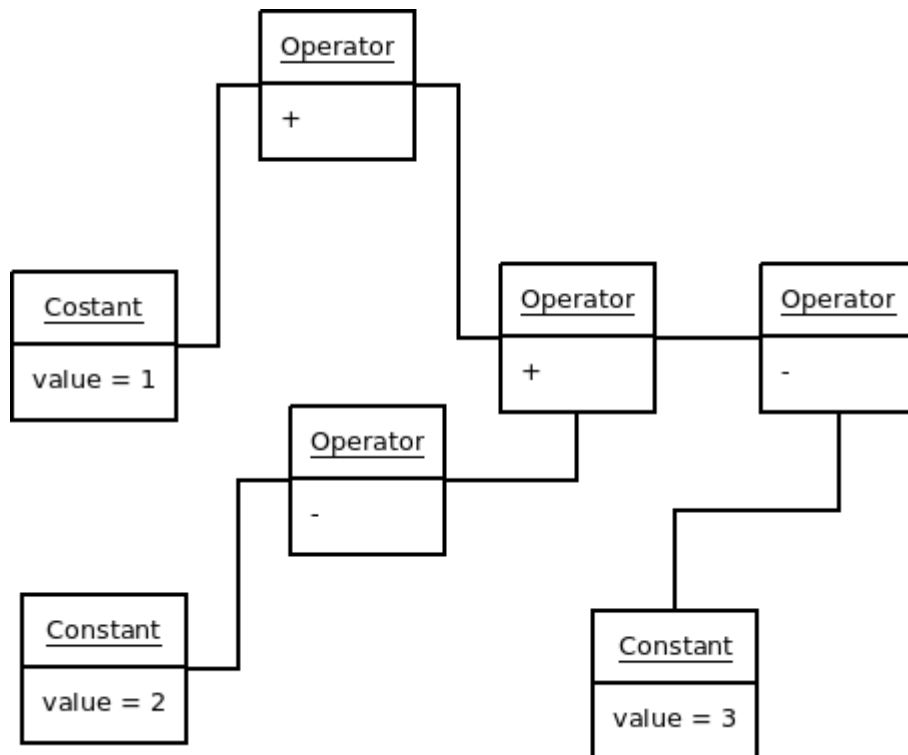 Operator
+
Costant
value = 1
Operator
+
Operator
-
Operator
-
Constant
value = 2
Constant
value = 3